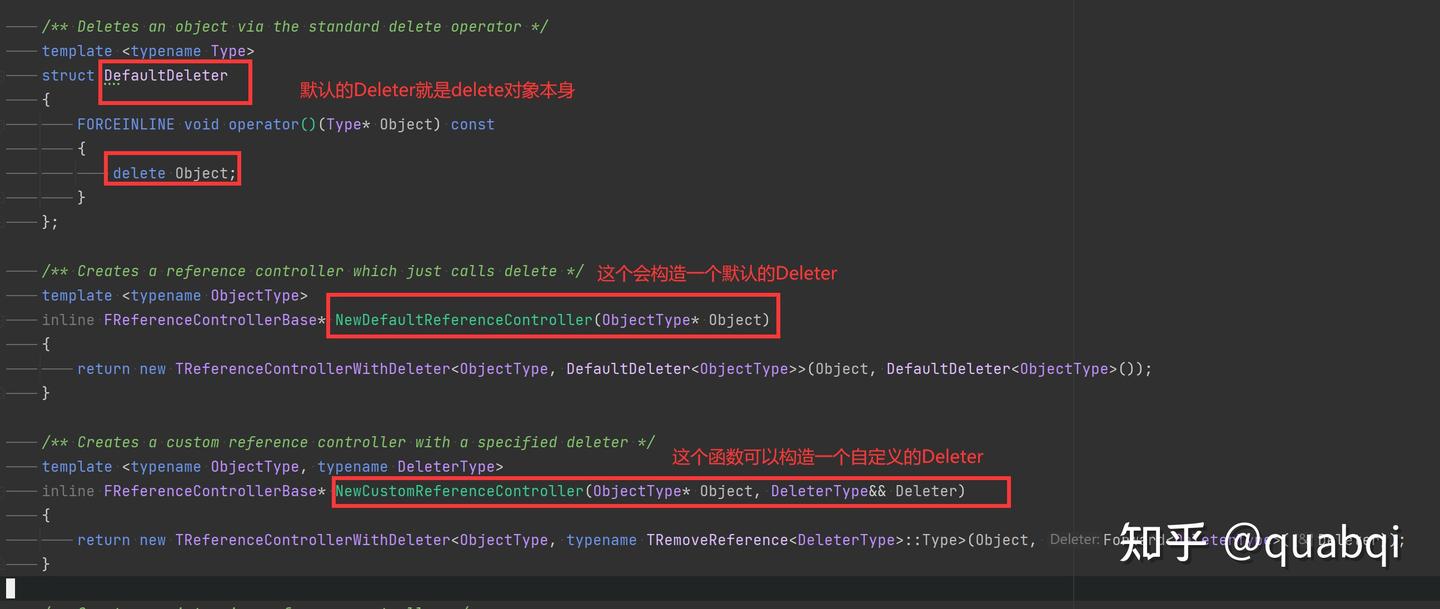 /** Deletes an object via the standard delete operator */
template <typename Type>
struct DefaultDeleter
默认的Deleter就是delete对象本身
{
FORCEINLINE void operator()(Type* Object) const
{
delete Object;
}
};
/** Creates a reference controller which just calls delete */
这个会构造一个默认的Deleter
template <typename ObjectType>
inline FReferenceControllerBase* NewDefaultReferenceController(ObjectType* Object)
{
return new TReferenceControllerWithDeleter<ObjectType, DefaultDeleter<ObjectType>>(Object, DefaultDeleter<ObjectType>());
}
/** Creates a custom reference controller with a specified deleter */
这个函数可以构造一个自定义的Deleter
template <typename ObjectType, typename DeleterType>
inline FReferenceControllerBase* NewCustomReferenceController(ObjectType* Object, DeleterType&& Deleter)
{
return new TReferenceControllerWithDeleter<ObjectType, typename TRemoveReference<DeleterType>::Type>(Object, Deleter:
}
知乎 @quabqi